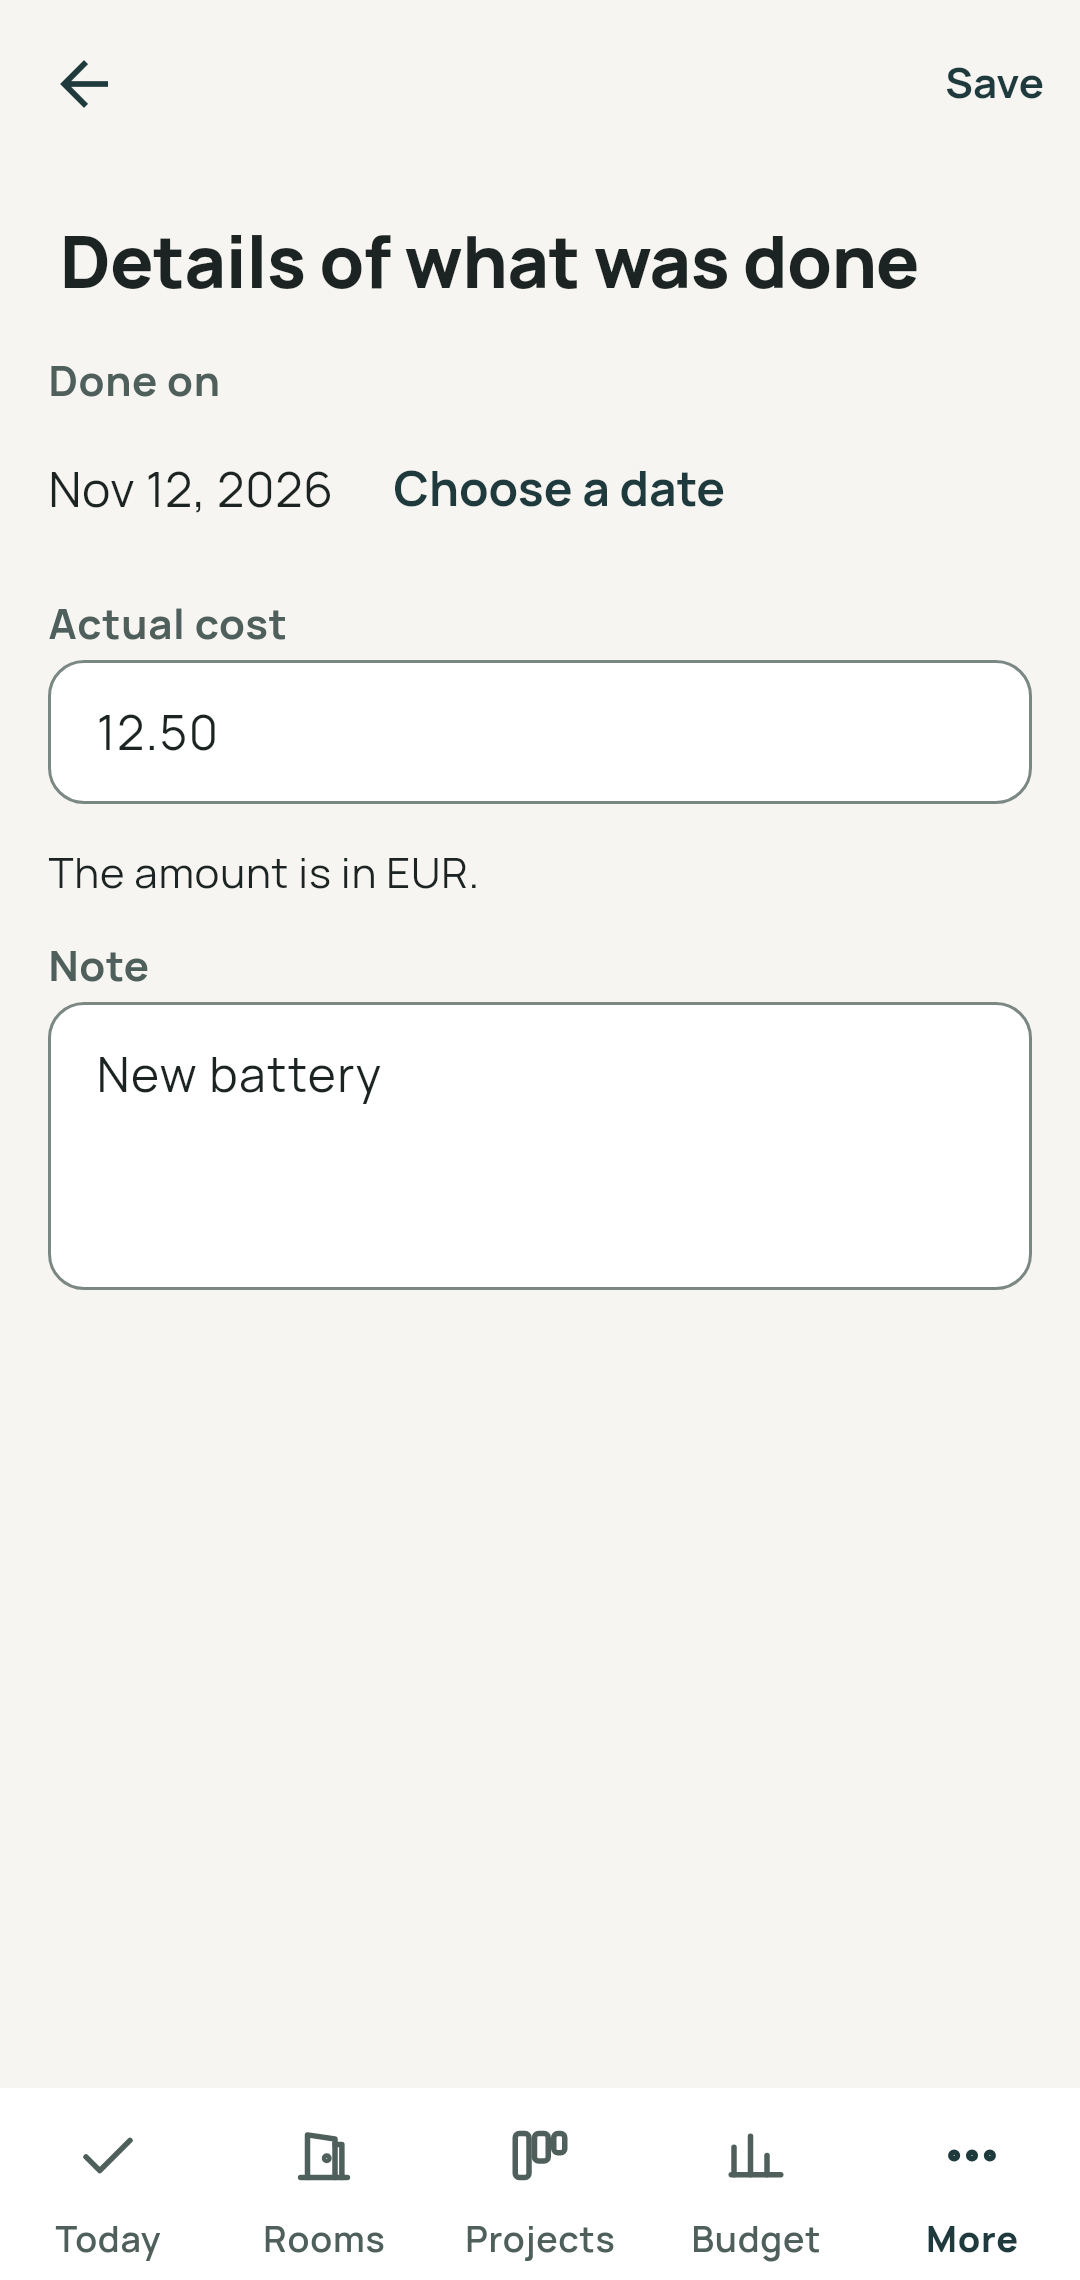 Save
Details of what was done
Done on
Nov 12, 2026 Choose a date
Actual cost
12.50
The amount is in EUR.
Note
New battery
Today Rooms Projects Budget More